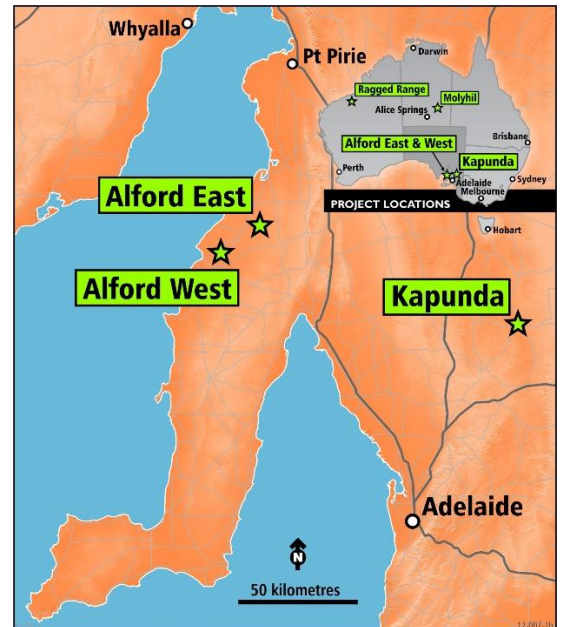 Whyalla
Pt Pirie
Darwin
Ragged Range
Molyhil
Alice Springs
Alford East & West
Brisbane
Kapunda
Perth
Adelaide
Sydney
Melbourne
PROJECT LOCATIONS
Hobart
Alford East
Alford West
Kapunda
Adelaide
N
50 kilometres